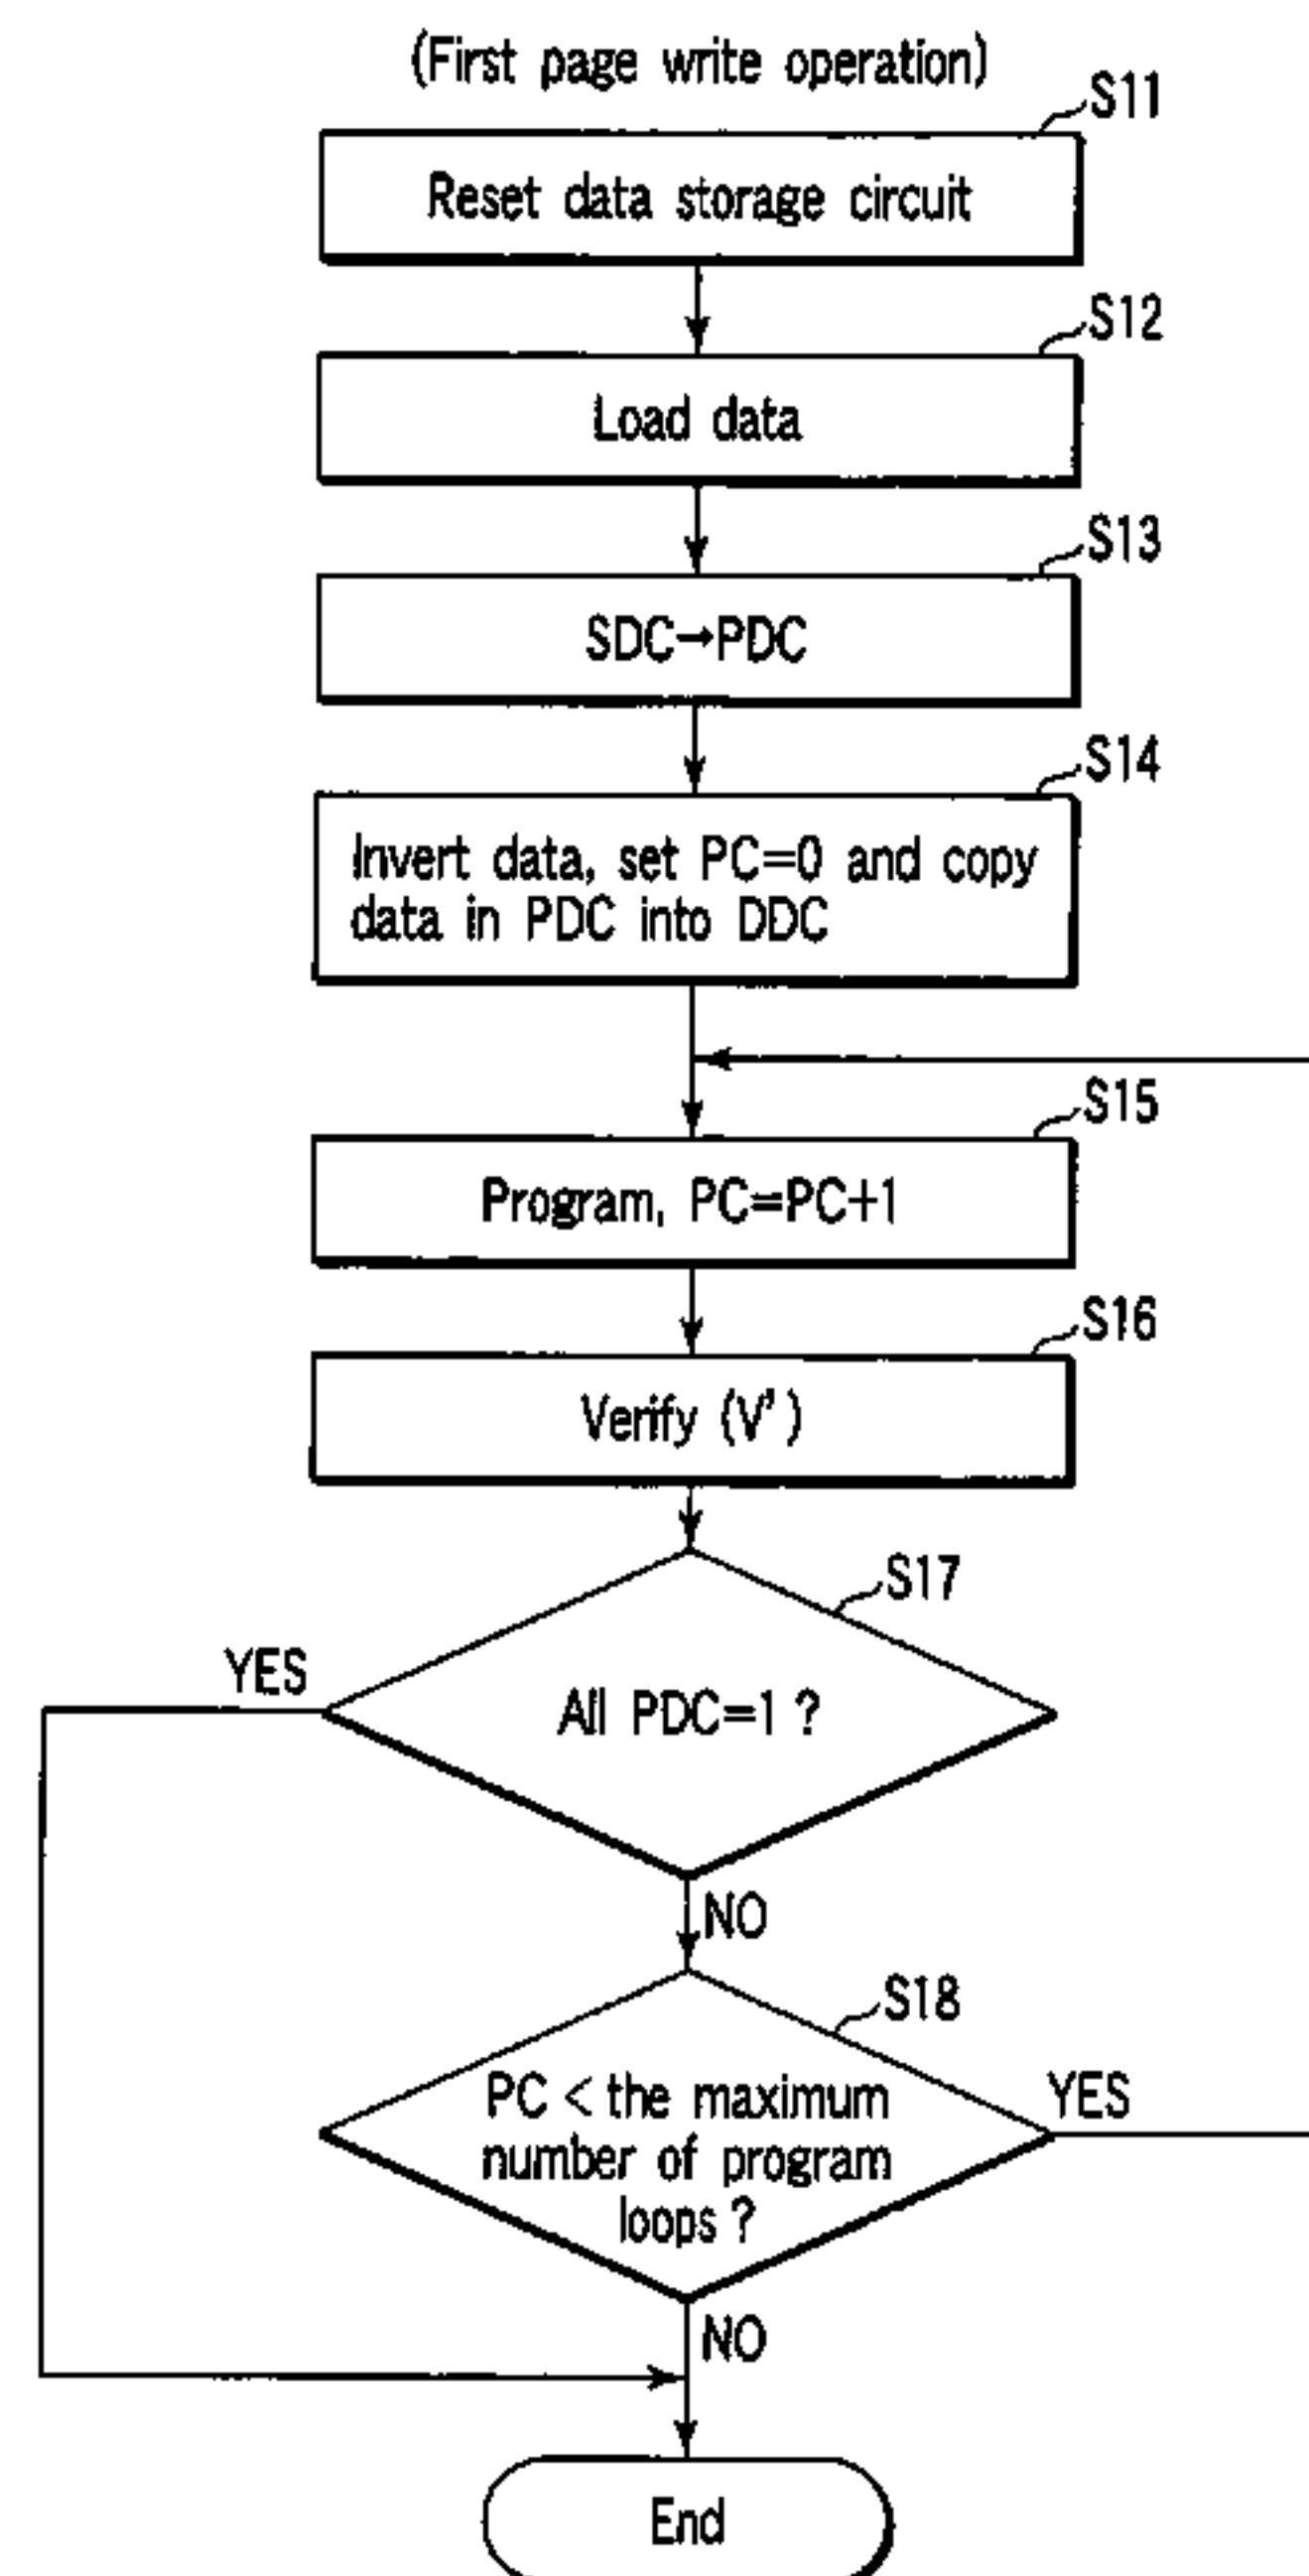 (First page write operation)
S11
Reset data storage circuit
S12
Load data
S13
SDC→PDC
S14
Invert data, set PC=0 and copy
data in PDC into DDC
S15
Program, PC=PC+1
S16
Verify (V')
S17
YES
All PDC=1 ?
NO
S18
PC < the maximum
number of program
loops ?
YES
NO
End